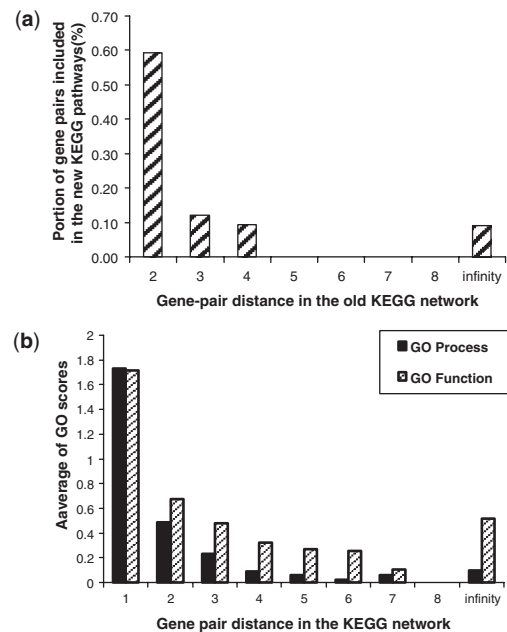 (a)
Portion of gene pairs included
in the new KEGG pathways(%)
0.70
0.60
0.50
0.40
0.30
0.20
0.10
0.00
2 3 4 5 6 7 8 infinity
Gene-pair distance in the old KEGG network
(b)
Aaverage of GO scores
2
1.8
1.6
1.4
1.2
1
0.8
0.6
0.4
0.2
0
GO Process
GO Function
1 2 3 4 5 6 7 8 infinity
Gene pair distance in the KEGG network